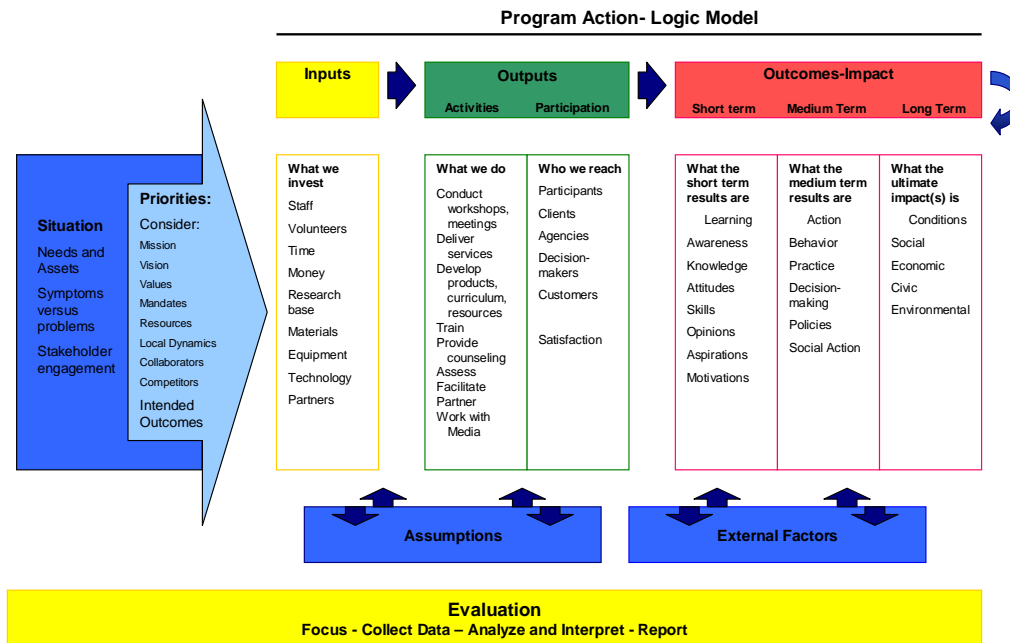 Program Action- Logic Model
Inputs
Outputs
Activities
Participation
Outcomes-Impact
Short term
Medium Term
Long Term
Situation
Needs and
Assets
Symptoms
versus
problems
Stakeholder
engagement
Priorities:
Consider:
Mission
Vision
Values
Mandates
Resources
Local Dynamics
Collaborators
Competitors
Intended
Outcomes
What we
invest
Staff
Volunteers
Time
Money
Research
base
Materials
Equipment
Technology
Partners
What we do
Conduct
workshops,
meetings
Deliver
services
Develop
products,
curriculum,
resources
Train
Provide
counseling
Assess
Facilitate
Partner
Work with
Media
Who we reach
Participants
Clients
Agencies
Decision-
makers
Customers
Satisfaction
What the
short term
results are
Learning
Awareness
Knowledge
Attitudes
Skills
Opinions
Aspirations
Motivations
What the
medium term
results are
Action
Behavior
Practice
Decision-
making
Policies
Social Action
What the
ultimate
impact(s) is
Conditions
Social
Economic
Civic
Environmental
Assumptions
External Factors
Evaluation
Focus - Collect Data – Analyze and Interpret - Report